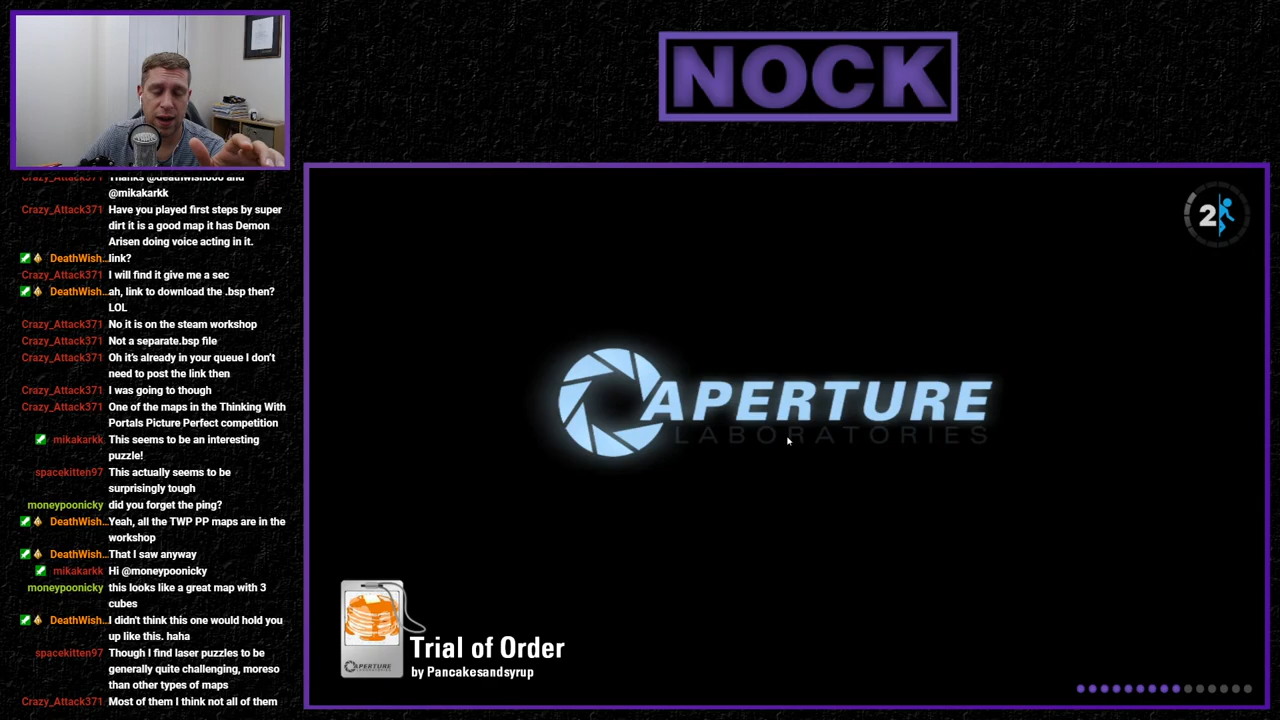 NOCK
Crazy_Attack371 Thanks @deathwish808 and
@mikakarkk
Crazy_Attack371 Have you played first steps by super
dirt it is a good map it has Demon
Arisen doing voice acting in it.
DeathWish... link?
Crazy_Attack371 I will find it give me a sec
DeathWish... ah, link to download the .bsp then?
LOL
Crazy_Attack371 No it is on the steam workshop
Crazy_Attack371 Not a separate.bsp file
Crazy_Attack371 Oh it's already in your queue I don't
need to post the link then
Crazy_Attack371 I was going to though
Crazy_Attack371 One of the maps in the Thinking With
Portals Picture Perfect competition
mikakarkk This seems to be an interesting
puzzle!
spacekitten97 This actually seems to be
surprisingly tough
moneypoonicky did you forget the ping?
DeathWish... Yeah, all the TWP PP maps are in the
workshop
DeathWish... That I saw anyway
mikakarkk Hi @moneypoonicky
moneypoonicky this looks like a great map with 3
cubes
DeathWish... I didn't think this one would hold you
up like this. haha
spacekitten97 Though I find laser puzzles to be
generally quite challenging, moreso
than other types of maps
Crazy_Attack371 Most of them I think not all of them
2
APERTURE
LABORATORIES
APERTURE
Trial of Order
by Pancakesandsyrup